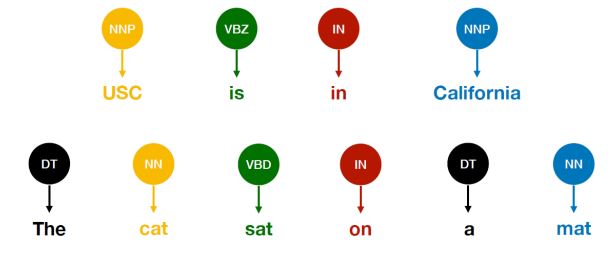 NNP VBZ IN NNP
USC is in California
DT NN VBD IN DT NN
The cat sat on a mat